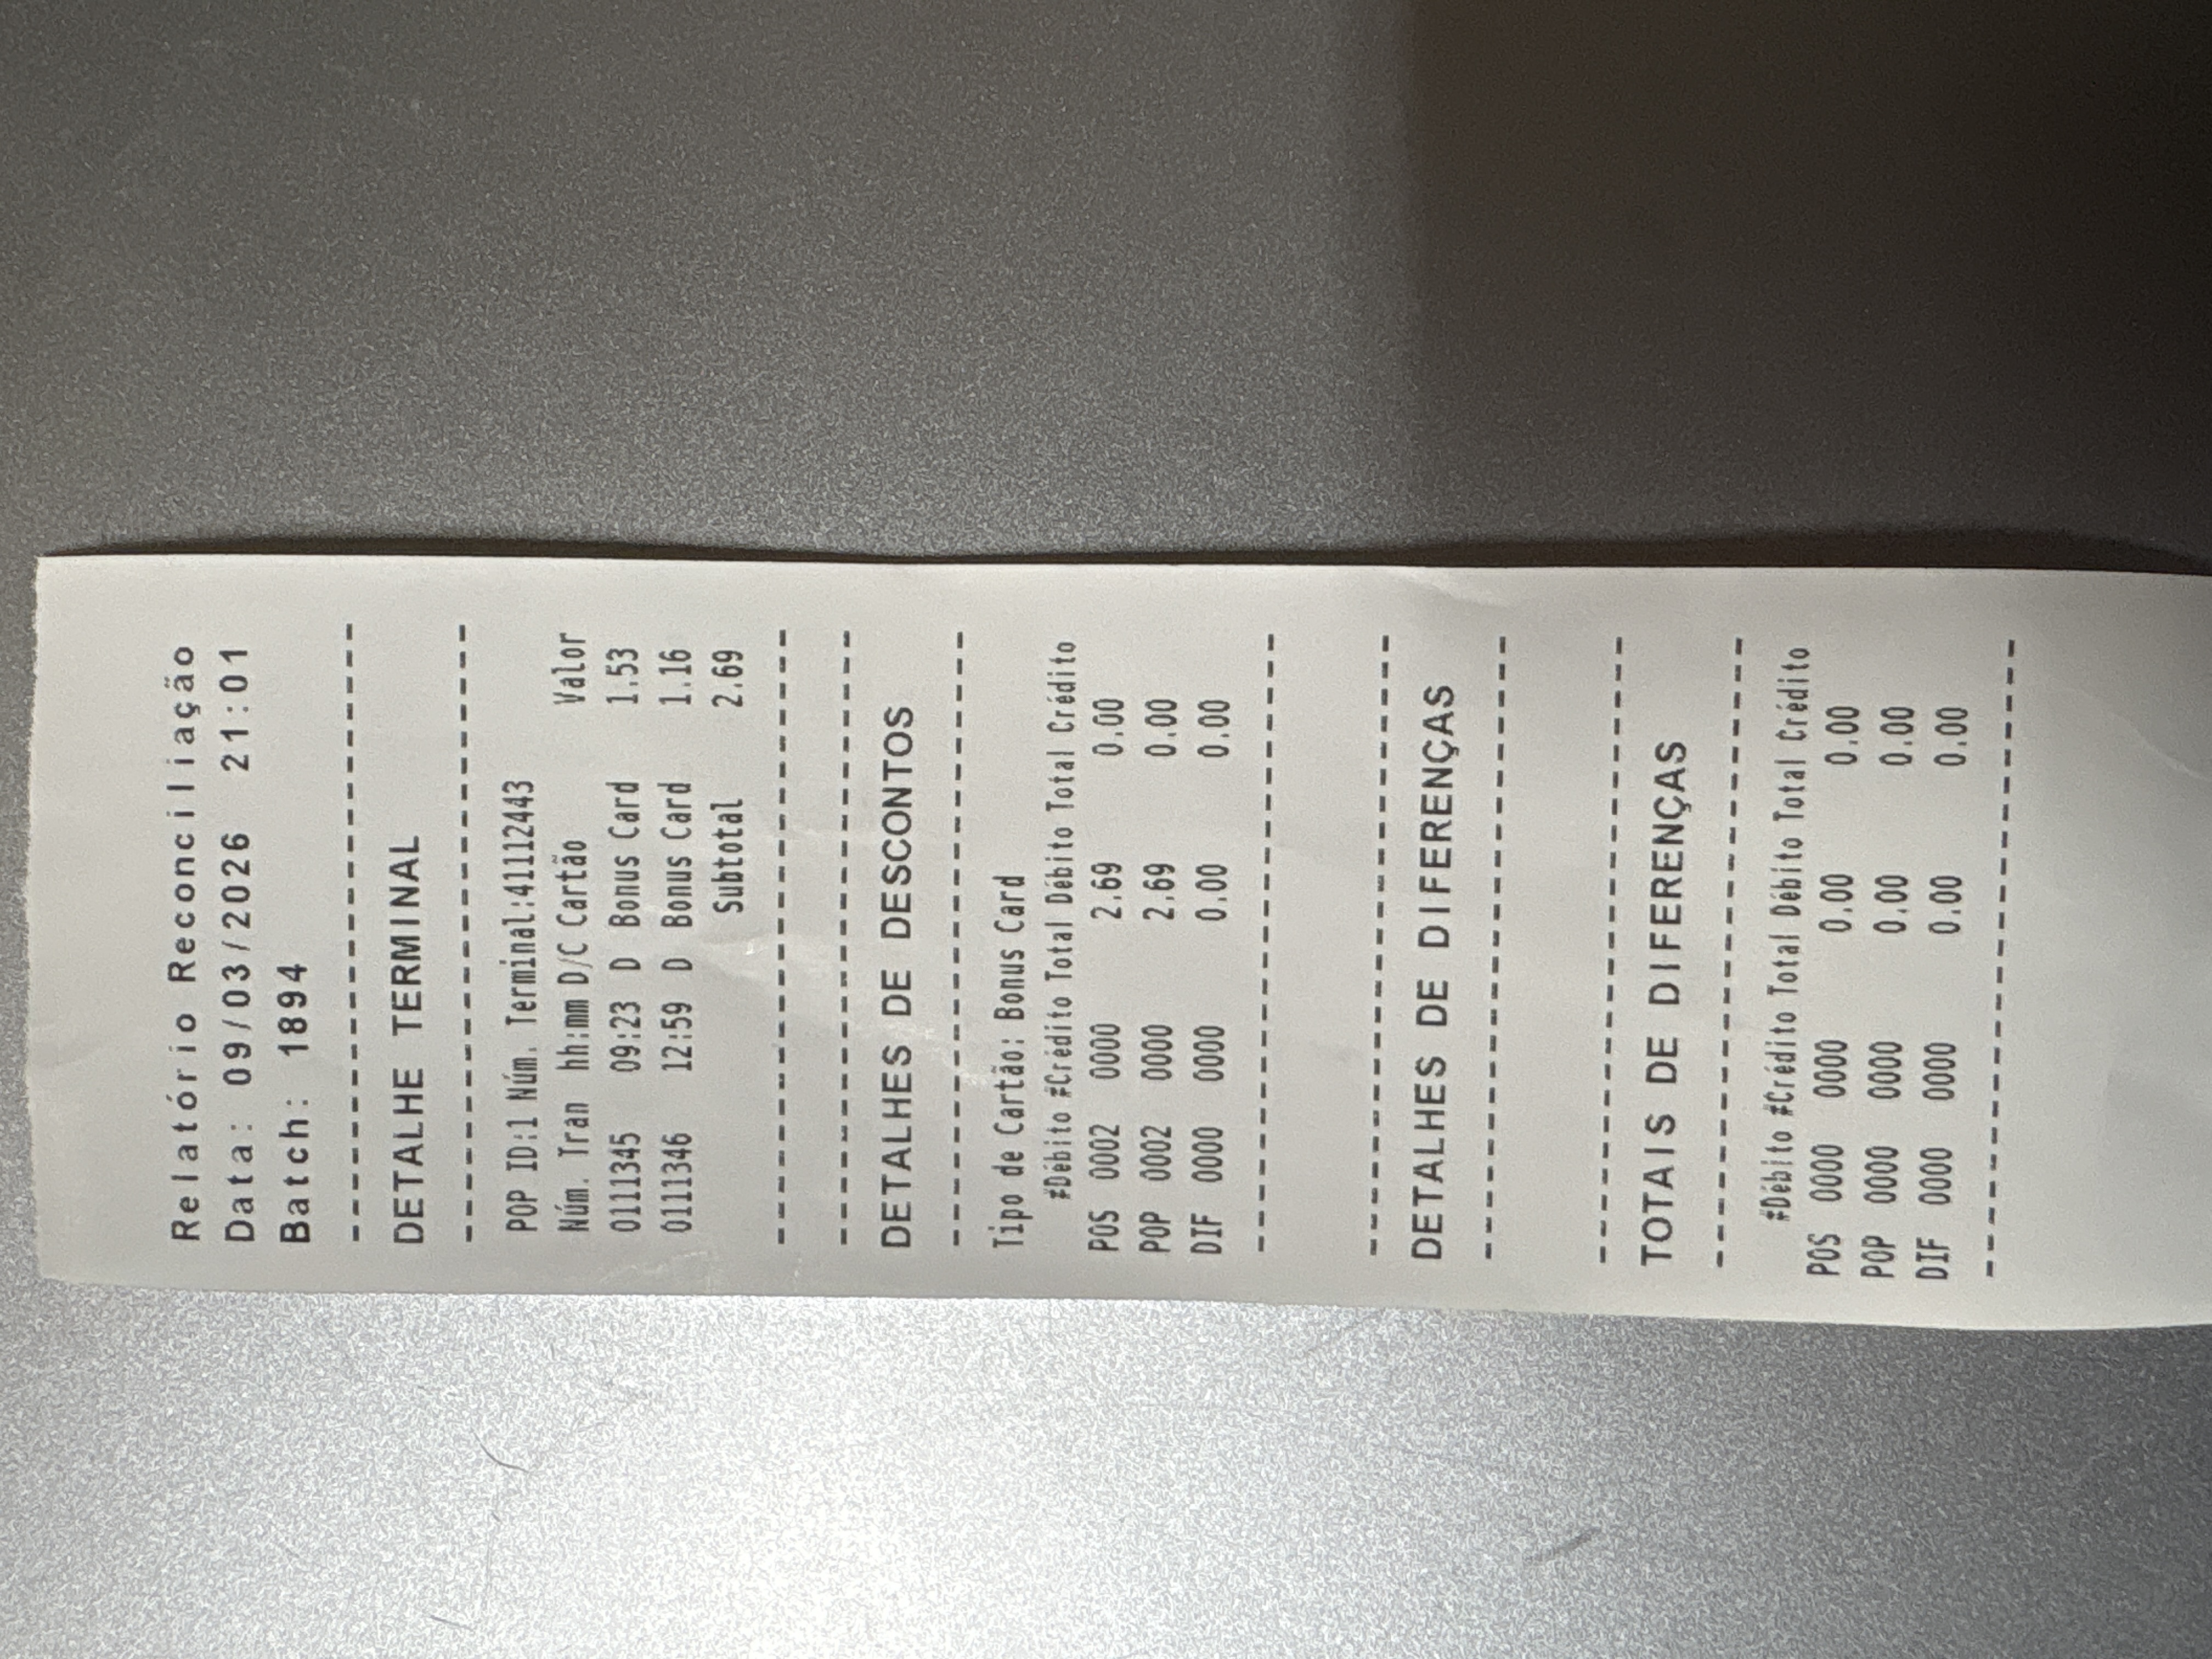 Relatório Reconciliação
Data: 09/03/2026 21:01
Batch: 1894
------------------------------
DETALHE TERMINAL
------------------------------
POP ID:1 Núm. Terminal:41112443
Núm. Tran hh:mm D/C Cartão Valor
0111345 09:23 D Bonus Card 1.53
0111346 12:59 D Bonus Card 1.16
Subtotal 2.69
------------------------------
------------------------------
DETALHES DE DESCONTOS
------------------------------
Tipo de Cartão: Bonus Card
#Débito #Crédito Total Débito Total Crédito
POS 0002 0000 2.69 0.00
POP 0002 0000 2.69 0.00
DIF 0000 0000 0.00 0.00
------------------------------
------------------------------
DETALHES DE DIFERENÇAS
------------------------------
------------------------------
TOTAIS DE DIFERENÇAS
------------------------------
#Débito #Crédito Total Débito Total Crédito
POS 0000 0000 0.00 0.00
POP 0000 0000 0.00 0.00
DIF 0000 0000 0.00 0.00
------------------------------